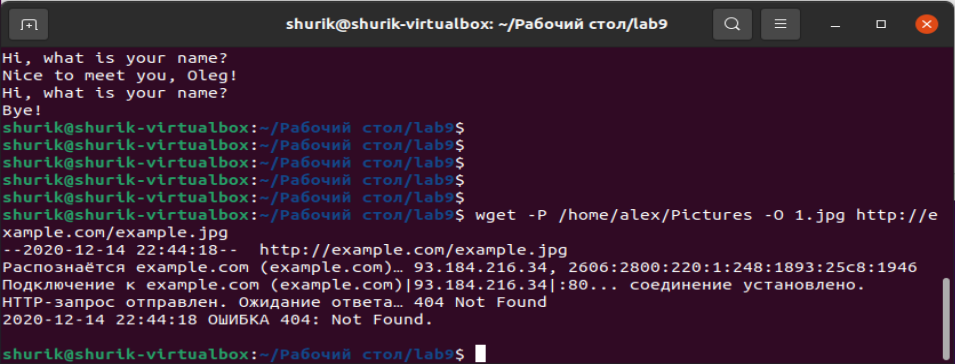 shurik@shurik-virtualbox: ~/Рабочий стол/lab9
Hi, what is your name?
Nice to meet you, Oleg!
Hi, what is your name?
Bye!
shurik@shurik-virtualbox:~/Рабочий стол/lab9$
shurik@shurik-virtualbox:~/Рабочий стол/lab9$
shurik@shurik-virtualbox:~/Рабочий стол/lab9$
shurik@shurik-virtualbox:~/Рабочий стол/lab9$
shurik@shurik-virtualbox:~/Рабочий стол/lab9$
shurik@shurik-virtualbox:~/Рабочий стол/lab9$ wget -P /home/alex/Pictures -O 1.jpg http://e
xample.com/example.jpg
--2020-12-14 22:44:18--  http://example.com/example.jpg
Распознаётся example.com (example.com)… 93.184.216.34, 2606:2800:220:1:248:1893:25c8:1946
Подключение к example.com (example.com)|93.184.216.34|:80... соединение установлено.
HTTP-запрос отправлен. Ожидание ответа… 404 Not Found
2020-12-14 22:44:18 ОШИБКА 404: Not Found.
shurik@shurik-virtualbox:~/Рабочий стол/lab9$